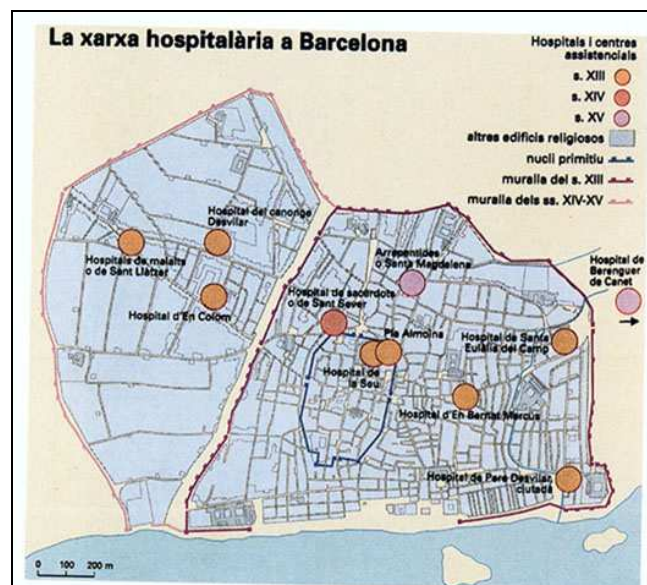 La xarxa hospitalària a Barcelona
Hospitals i centres
assistencials
s. XIII
s. XIV
s. XV
altres edificis religiosos
nucli primitiu
muralla del s. XIII
muralla dels ss. XIV-XV
Hospital del canonge
Desvilar
Hospitals de malalts
o de Sant Llàtzer
Hospital d'En Colom
Arrepentides
o Santa Magdalena
Hospital de
Berenguer
de Canet
Hospital de sacerdots
o de Sant Sever
Pia Almoina
Hospital de
la Seu
Hospital de Santa
Eulàlia del Camp
Hospital d'En Bernat Marcús
Hospital de Pere Desvilar,
ciutadà
0 100 200 m